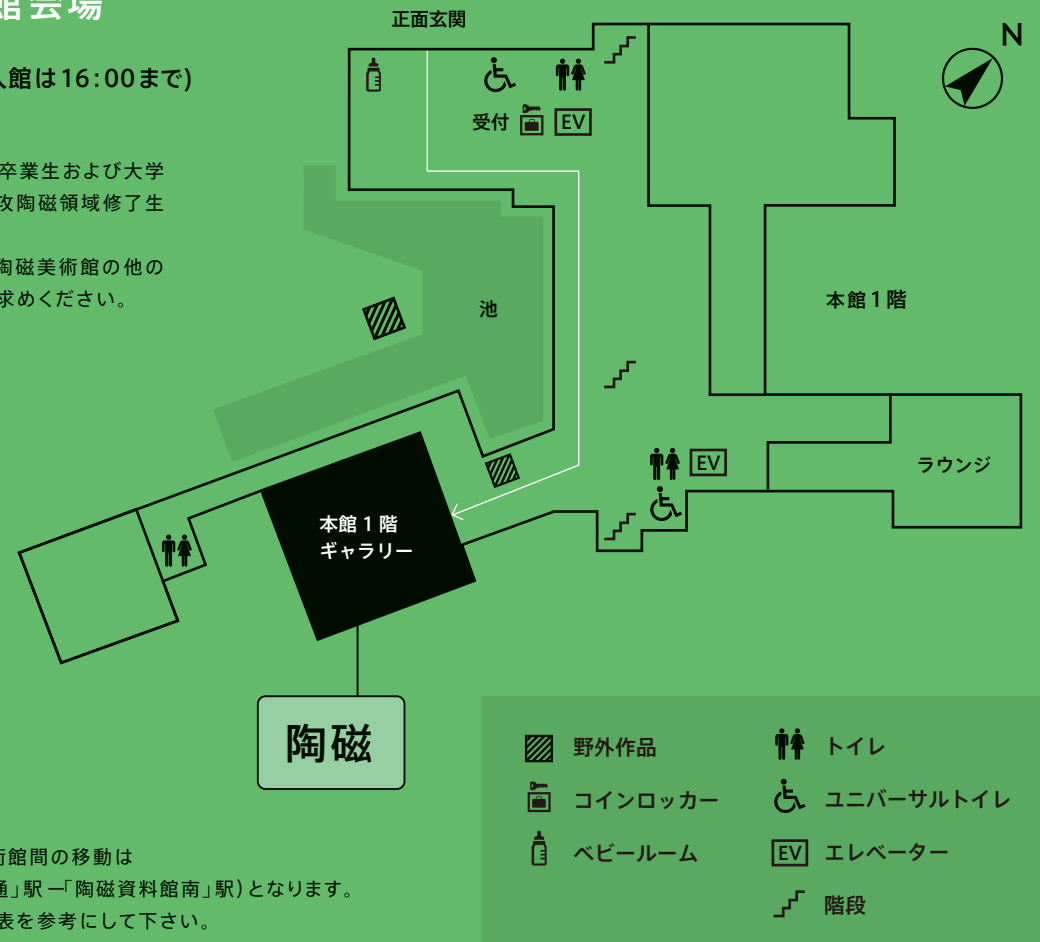 館会場
正面玄関
N
入館は16:00まで)
受付
EV
卒業生および大学
攻陶磁領域修了生
陶磁美術館の他の
求めください。
池
本館1階
EV
ラウンジ
本館 1 階
ギャラリー
陶磁
野外作品
トイレ
コインロッカー
ユニバーサルトイレ
ベビールーム
EV エレベーター
階段
術館間の移動は
通」駅 ―「陶磁資料館南」駅)となります。
表を参考にして下さい。